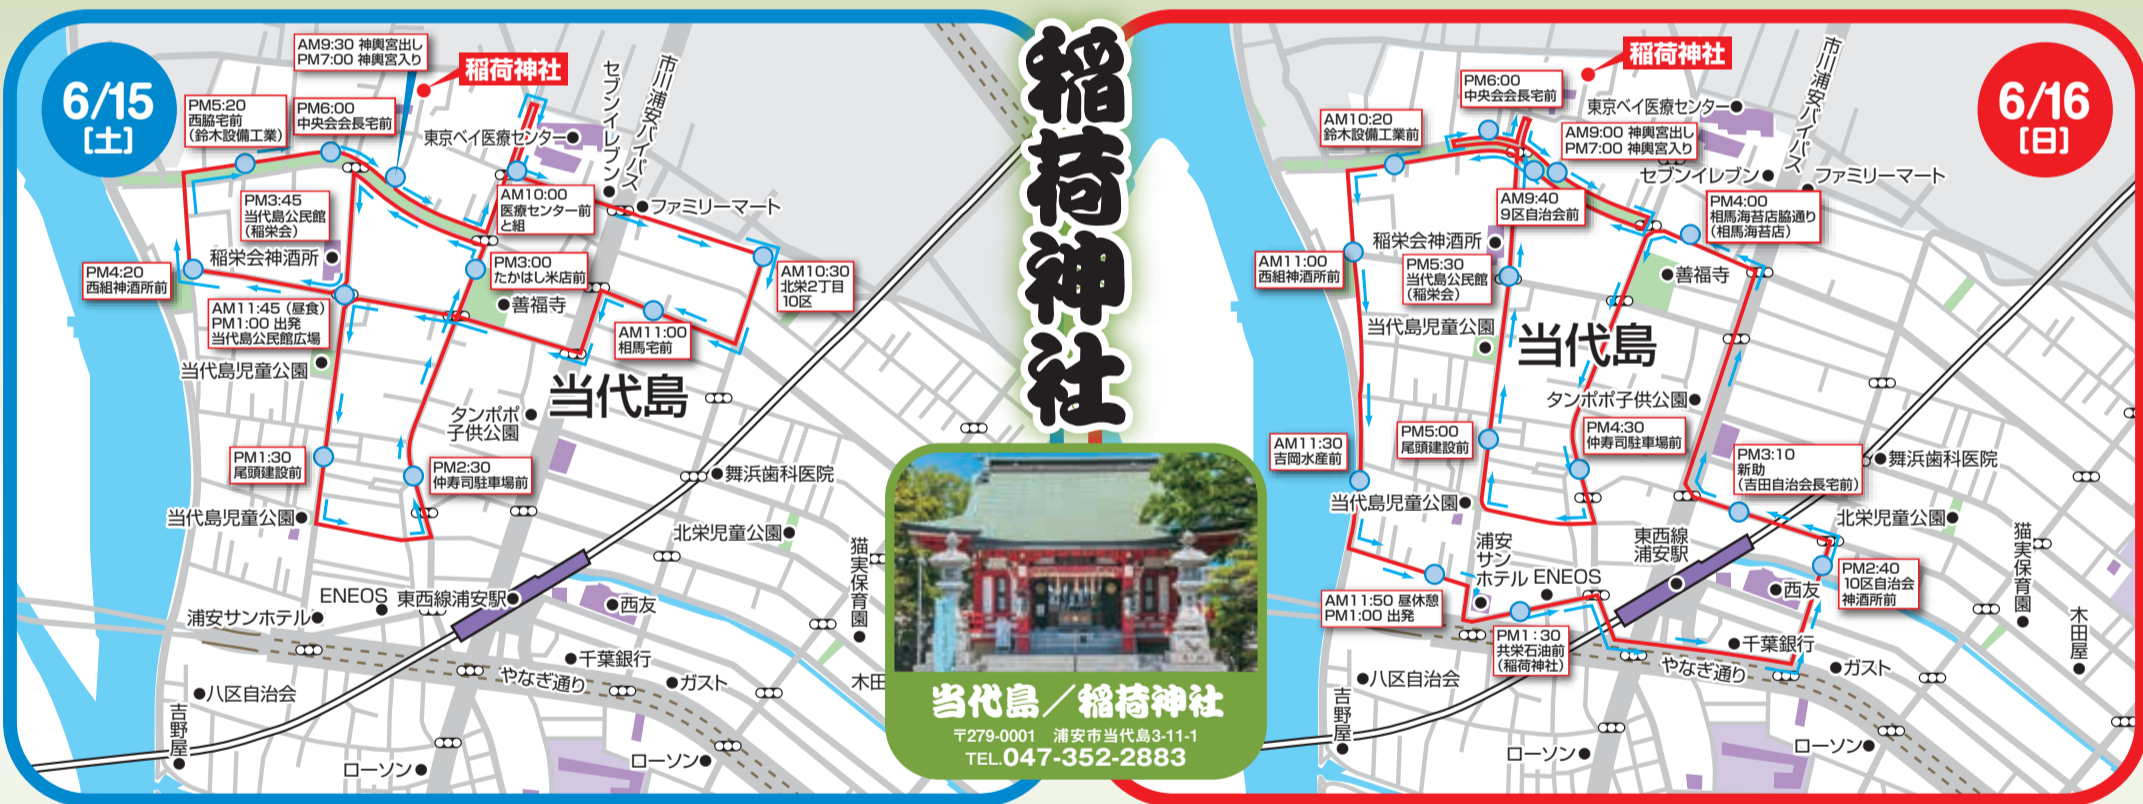 6/15
[土]
AM9:30 神輿宮出し
PM7:00 神輿宮入り
稲荷神社
PM5:20
西脇宅前
(鈴木設備工業)
PM6:00
中央会会長宅前
東京ベイ医療センター
セブンイレブン
市川浦安バイパス
ファミリーマート
AM10:00
医療センター前
と組
PM3:45
当代島公民館
(稲栄会)
稲栄会神酒所
PM4:20
西組神酒所前
PM3:00
たかはし米店前
善福寺
AM10:30
北栄2丁目
10区
AM11:45 (昼食)
PM1:00 出発
当代島公民館広場
AM11:00
相馬宅前
当代島児童公園
当代島
タンポポ
子供公園
PM1:30
尾頭建設前
PM2:30
仲寿司駐車場前
舞浜歯科医院
当代島児童公園
北栄児童公園
猫実保育園
ENEOS
東西線浦安駅
西友
浦安サンホテル
千葉銀行
やなぎ通り
ガスト
木田
八区自治会
吉野屋
ローソン
ローソン
稲荷神社
当代島／稲荷神社
〒279-0001 浦安市当代島3-11-1
TEL.047-352-2883
6/16
[日]
稲荷神社
市川浦安バイパス
PM6:00
中央会会長宅前
東京ベイ医療センター
AM10:20
鈴木設備工業前
AM9:00 神輿宮出し
PM7:00 神輿宮入り
セブンイレブン
ファミリーマート
AM9:40
9区自治会前
PM4:00
相馬海苔店脇通り
(相馬海苔店)
稲栄会神酒所
AM11:00
西組神酒所前
PM5:30
当代島公民館
(稲栄会)
善福寺
当代島児童公園
当代島
タンポポ子供公園
AM11:30
吉岡水産前
PM5:00
尾頭建設前
PM4:30
仲寿司駐車場前
PM3:10
新助
(吉田自治会長宅前)
舞浜歯科医院
当代島児童公園
北栄児童公園
浦安
サン
ホテル
ENEOS
東西線
浦安駅
猫実保育園
西友
PM2:40
10区自治会
神酒所前
AM11:50 昼休憩
PM1:00 出発
PM1:30
共栄石油前
(稲荷神社)
千葉銀行
やなぎ通り
ガスト
木田屋
八区自治会
吉野屋
ローソン
ローソン